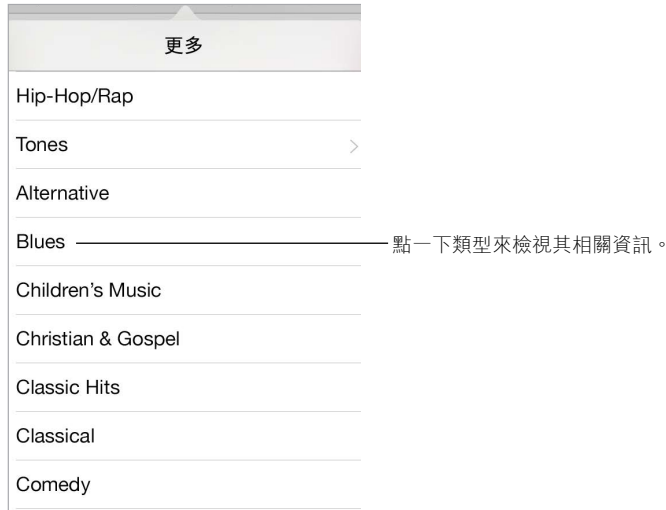 更多
Hip-Hop/Rap
Tones
Alternative
Blues
點一下類型來檢視其相關資訊。
Children’s Music
Christian & Gospel
Classic Hits
Classical
Comedy